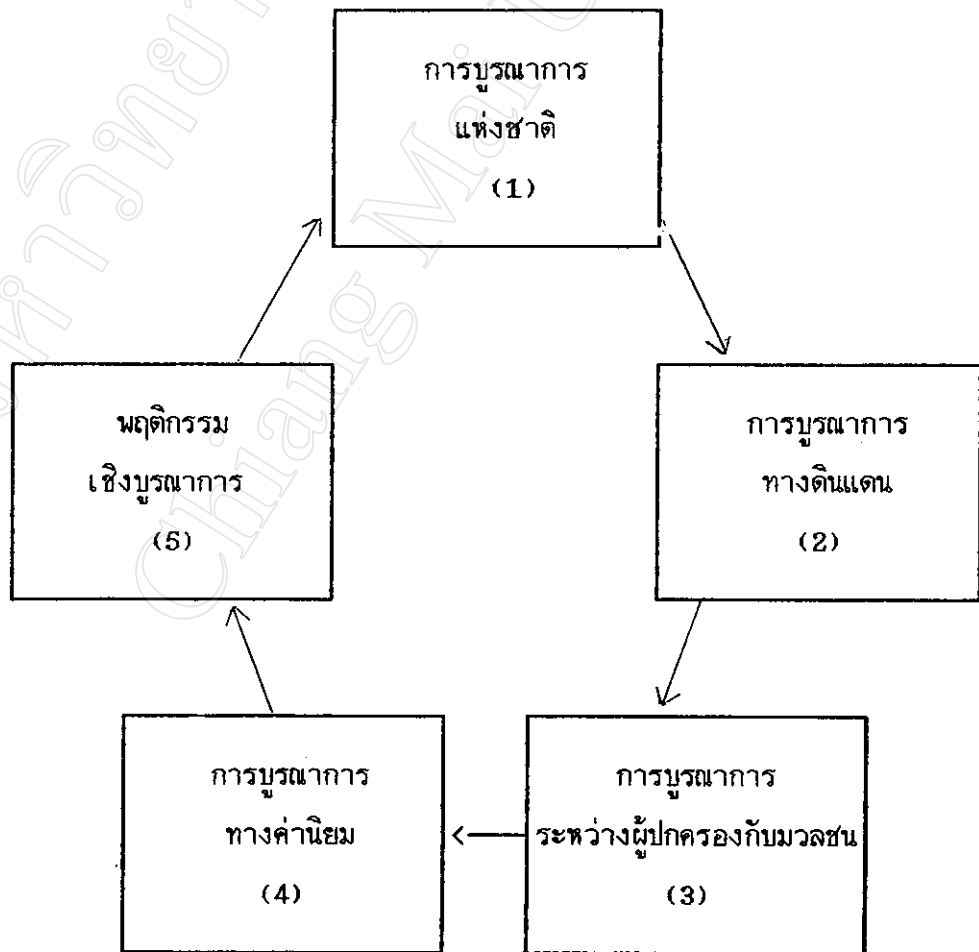 การบูรณาการ
แห่งชาติ
(1)
การบูรณาการ
ทางดินแดน
(2)
การบูรณาการ
ระหว่างผู้ปกครองกับมวลชน
(3)
การบูรณาการ
ทางค่านิยม
(4)
พฤติกรรม
เชิงบูรณาการ
(5)
Chiang Mai